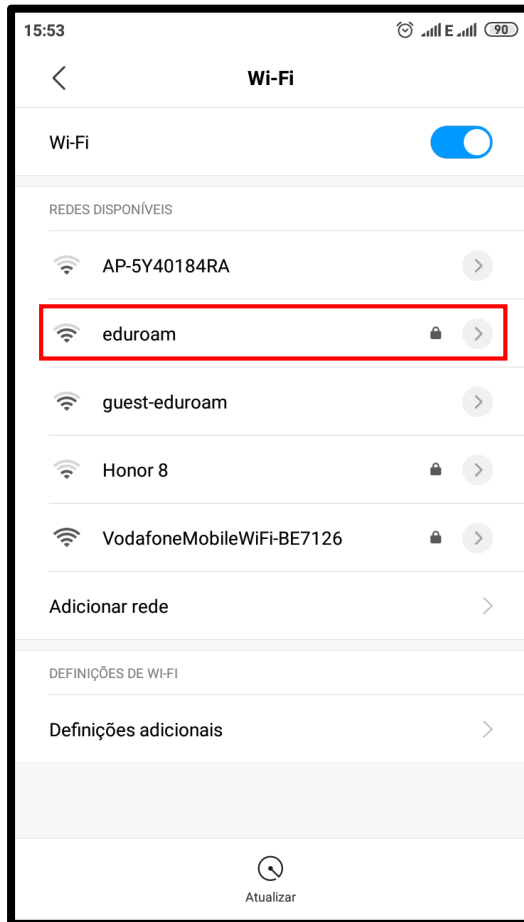 15:53 E 90
Wi-Fi
Wi-Fi
REDES DISPONÍVEIS
AP-5Y40184RA
eduroam
guest-eduroam
Honor 8
VodafoneMobileWiFi-BE7126
Adicionar rede
DEFINIÇÕES DE WI-FI
Definições adicionais
Atualizar